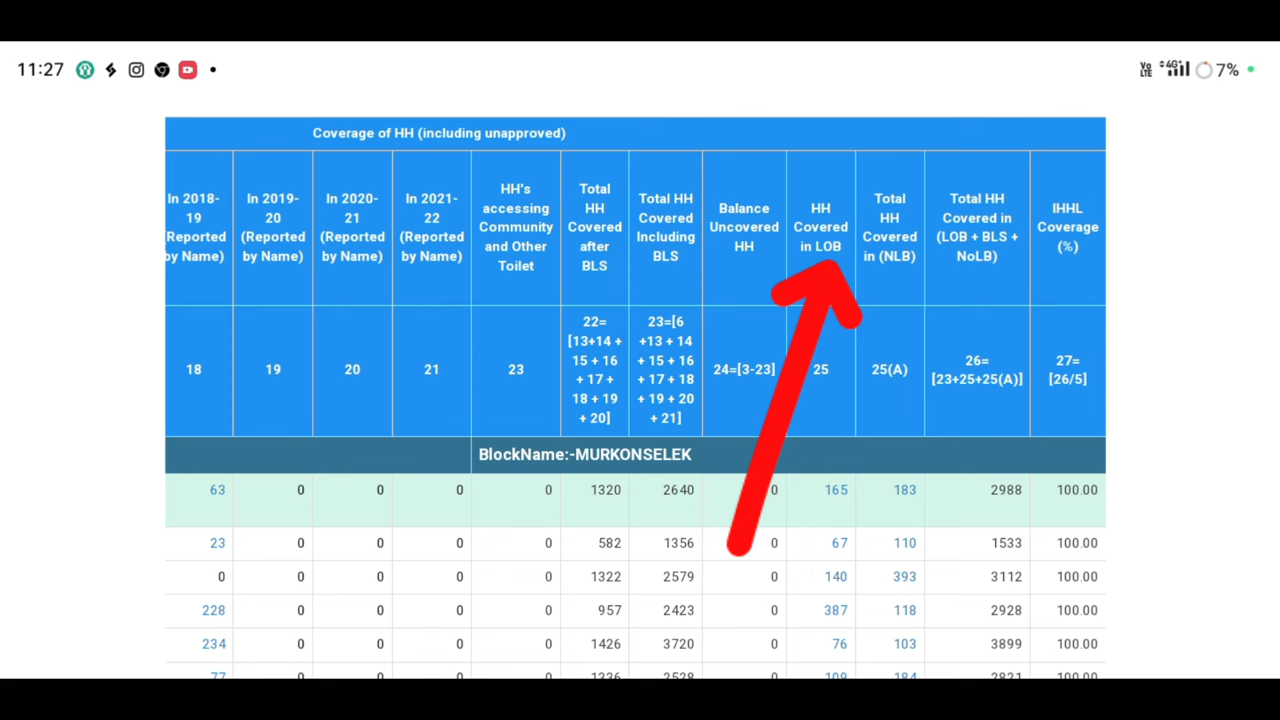 11:27
Vo LTE 4G+ 7%
Coverage of HH (including unapproved)
In 2018-
19
(Reported
by Name)
In 2019-
20
(Reported
by Name)
In 2020-
21
(Reported
by Name)
In 2021-
22
(Reported
by Name)
HH's
accessing
Community
and Other
Toilet
Total
HH
Covered
after
BLS
Total HH
Covered
Including
BLS
Balance
Uncovered
HH
HH
Covered
in LOB
Total
HH
Covered
in (NLB)
Total HH
Covered in
(LOB + BLS +
NoLB)
IHHL
Coverage
(%)
18
19
20
21
23
22=
[13+14 +
15 + 16
+ 17 +
18 + 19
+ 20]
23=[6
+13 + 14
+ 15 + 16
+ 17 + 18
+ 19 + 20
+ 21]
24=[3-23]
25
25(A)
26=
[23+25+25(A)]
27=
[26/5]
BlockName:-MURKONSELEK
63 0 0 0 0 1320 2640 0 165 183 2988 100.00
23 0 0 0 0 582 1356 0 67 110 1533 100.00
0 0 0 0 0 1322 2579 0 140 393 3112 100.00
228 0 0 0 0 957 2423 0 387 118 2928 100.00
234 0 0 0 0 1426 3720 0 76 103 3899 100.00
77 0 0 0 0 1336 2528 0 109 184 2821 100.00